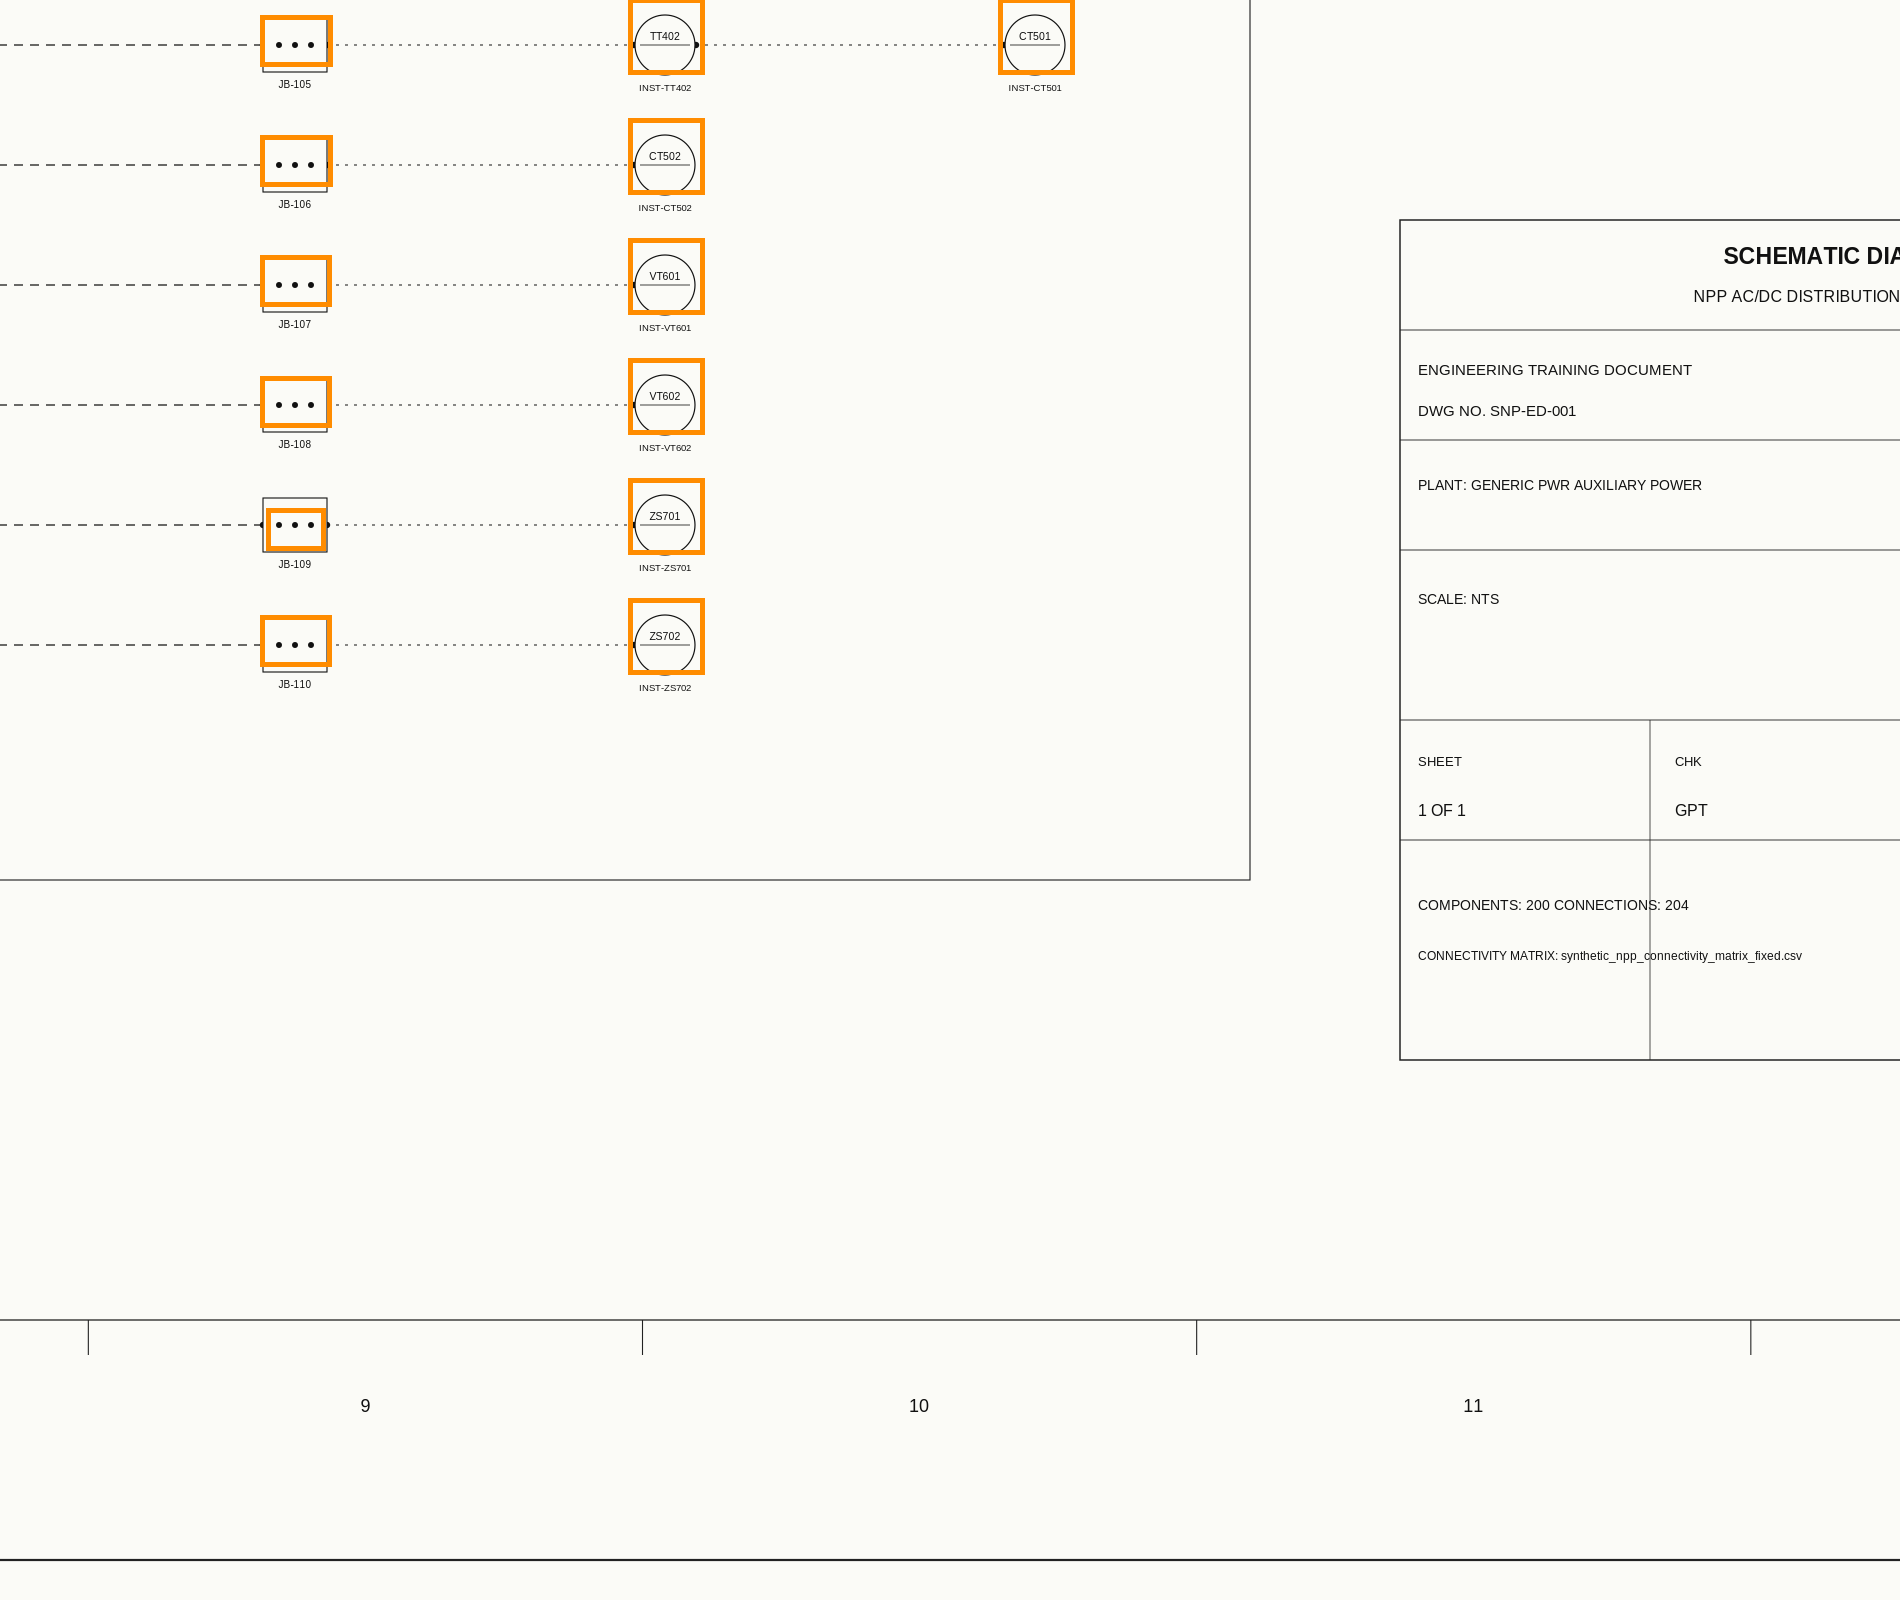 TT402
CT501
JB-105
INST-TT402
INST-CT501
CT502
JB-106
INST-CT502
VT601
JB-107
INST-VT601
VT602
JB-108
INST-VT602
ZS701
JB-109
INST-ZS701
ZS702
JB-110
INST-ZS702
SCHEMATIC DIA
NPP AC/DC DISTRIBUTION
ENGINEERING TRAINING DOCUMENT
DWG NO. SNP-ED-001
PLANT: GENERIC PWR AUXILIARY POWER
SCALE: NTS
SHEET
CHK
1 OF 1
GPT
COMPONENTS: 200 CONNECTIONS: 204
CONNECTIVITY MATRIX: synthetic_npp_connectivity_matrix_fixed.csv
9
10
11